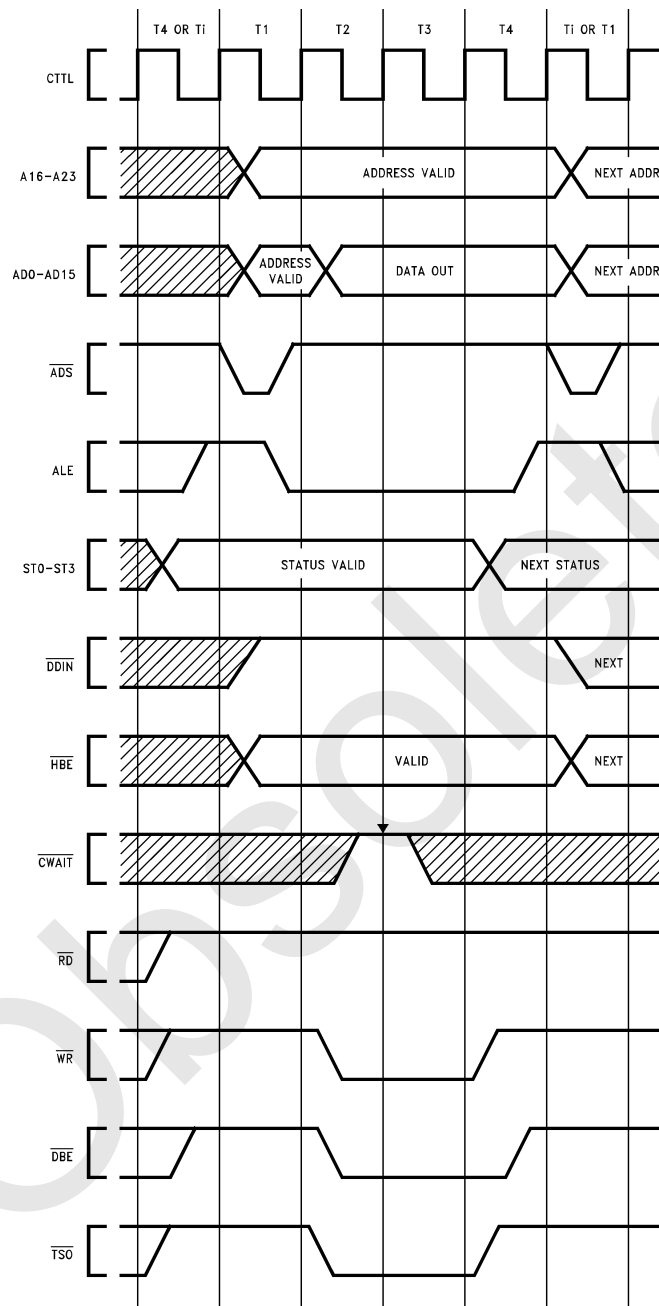 T4 OR Ti T1 T2 T3 T4 Ti OR T1
CTTL
A16-A23 ADDRESS VALID NEXT ADDR
AD0-AD15 ADDRESS VALID DATA OUT NEXT ADDR
ADS
ALE
ST0-ST3 STATUS VALID NEXT STATUS
DDIN NEXT
HBE VALID NEXT
CWAIT
RD
WR
DBE
TSO
Obsolete